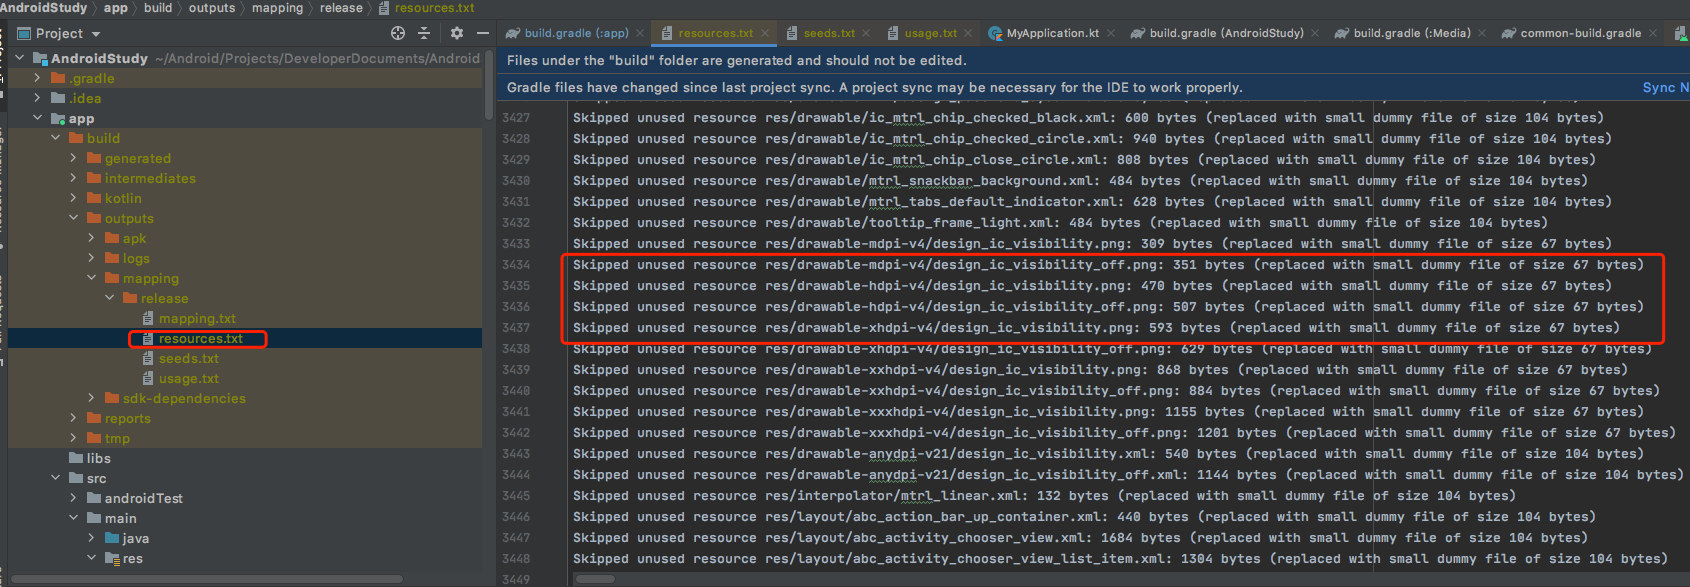 AndroidStudy > app > build > outputs > mapping > release > resources.txt
Project
AndroidStudy ~/Android/Projects/DeveloperDocuments/Android
.gradle
.idea
app
build
generated
intermediates
kotlin
outputs
apk
logs
mapping
release
mapping.txt
resources.txt
seeds.txt
usage.txt
sdk-dependencies
reports
tmp
libs
src
androidTest
main
java
res
build.gradle (:app) resources.txt seeds.txt usage.txt MyApplication.kt build.gradle (AndroidStudy) build.gradle (:Media) common-build.gradle
Files under the "build" folder are generated and should not be edited.
Gradle files have changed since last project sync. A project sync may be necessary for the IDE to work properly. Sync N
3427 Skipped unused resource res/drawable/ic_mtrl_chip_checked_black.xml: 600 bytes (replaced with small dummy file of size 104 bytes)
3428 Skipped unused resource res/drawable/ic_mtrl_chip_checked_circle.xml: 940 bytes (replaced with small dummy file of size 104 bytes)
3429 Skipped unused resource res/drawable/ic_mtrl_chip_close_circle.xml: 808 bytes (replaced with small dummy file of size 104 bytes)
3430 Skipped unused resource res/drawable/mtrl_snackbar_background.xml: 484 bytes (replaced with small dummy file of size 104 bytes)
3431 Skipped unused resource res/drawable/mtrl_tabs_default_indicator.xml: 628 bytes (replaced with small dummy file of size 104 bytes)
3432 Skipped unused resource res/drawable/tooltip_frame_light.xml: 484 bytes (replaced with small dummy file of size 104 bytes)
3433 Skipped unused resource res/drawable-mdpi-v4/design_ic_visibility.png: 309 bytes (replaced with small dummy file of size 67 bytes)
3434 Skipped unused resource res/drawable-mdpi-v4/design_ic_visibility_off.png: 351 bytes (replaced with small dummy file of size 67 bytes)
3435 Skipped unused resource res/drawable-hdpi-v4/design_ic_visibility.png: 470 bytes (replaced with small dummy file of size 67 bytes)
3436 Skipped unused resource res/drawable-hdpi-v4/design_ic_visibility_off.png: 507 bytes (replaced with small dummy file of size 67 bytes)
3437 Skipped unused resource res/drawable-xhdpi-v4/design_ic_visibility.png: 593 bytes (replaced with small dummy file of size 67 bytes)
3438 Skipped unused resource res/drawable-xhdpi-v4/design_ic_visibility_off.png: 629 bytes (replaced with small dummy file of size 67 bytes)
3439 Skipped unused resource res/drawable-xxhdpi-v4/design_ic_visibility.png: 868 bytes (replaced with small dummy file of size 67 bytes)
3440 Skipped unused resource res/drawable-xxhdpi-v4/design_ic_visibility_off.png: 884 bytes (replaced with small dummy file of size 67 bytes)
3441 Skipped unused resource res/drawable-xxxhdpi-v4/design_ic_visibility.png: 1155 bytes (replaced with small dummy file of size 67 bytes)
3442 Skipped unused resource res/drawable-xxxhdpi-v4/design_ic_visibility_off.png: 1201 bytes (replaced with small dummy file of size 67 bytes)
3443 Skipped unused resource res/drawable-anydpi-v21/design_ic_visibility.xml: 540 bytes (replaced with small dummy file of size 104 bytes)
3444 Skipped unused resource res/drawable-anydpi-v21/design_ic_visibility_off.xml: 1144 bytes (replaced with small dummy file of size 104 bytes)
3445 Skipped unused resource res/interpolator/mtrl_linear.xml: 132 bytes (replaced with small dummy file of size 104 bytes)
3446 Skipped unused resource res/layout/abc_action_bar_up_container.xml: 440 bytes (replaced with small dummy file of size 104 bytes)
3447 Skipped unused resource res/layout/abc_activity_chooser_view.xml: 1684 bytes (replaced with small dummy file of size 104 bytes)
3448 Skipped unused resource res/layout/abc_activity_chooser_view_list_item.xml: 1304 bytes (replaced with small dummy file of size 104 bytes)
3449